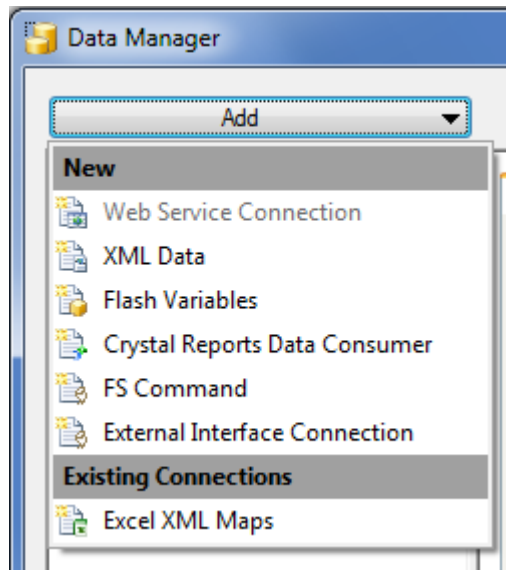 Data Manager
Add
New
Web Service Connection
XML Data
Flash Variables
Crystal Reports Data Consumer
FS Command
External Interface Connection
Existing Connections
Excel XML Maps